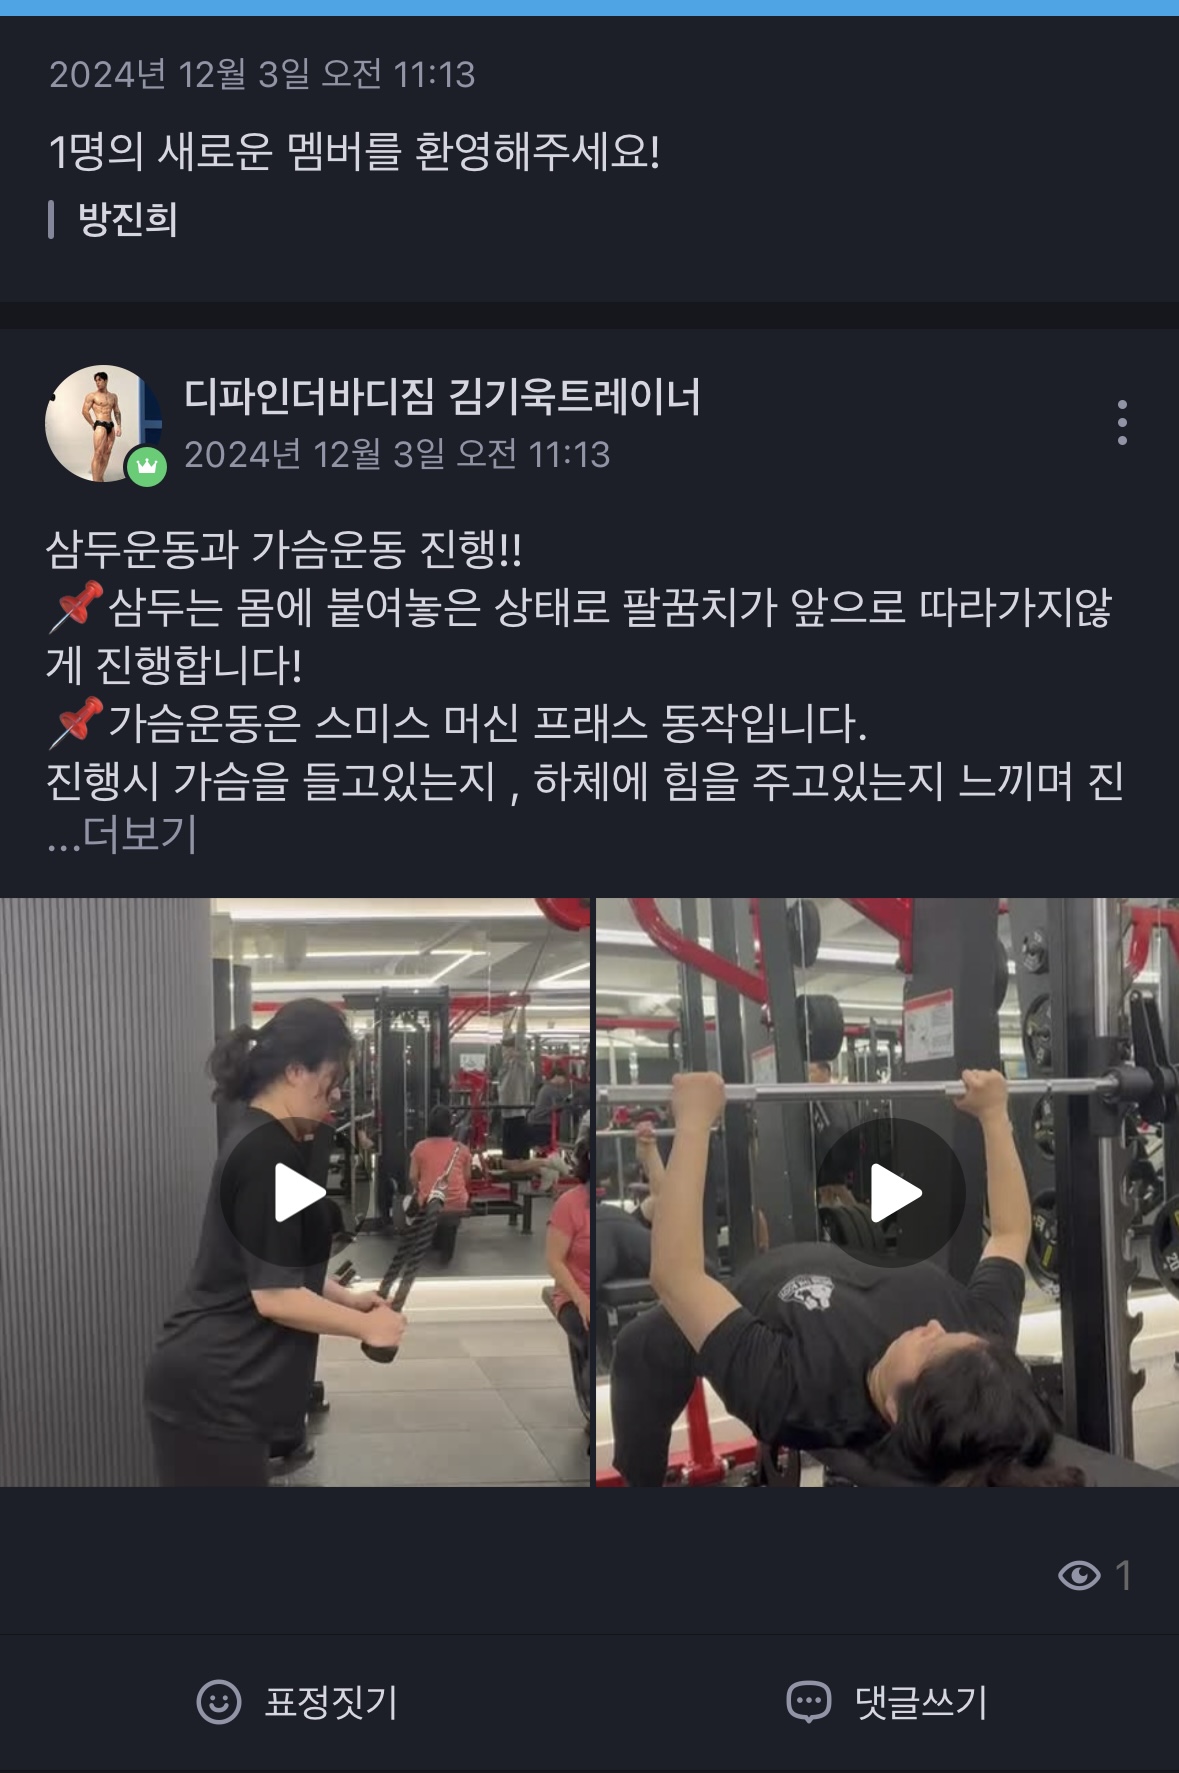 2024년 12월 3일 오전 11:13
1명의 새로운 멤버를 환영해주세요!
방진희
디파인더바디짐 김기욱트레이너
2024년 12월 3일 오전 11:13
삼두운동과 가슴운동 진행!!
📌삼두는 몸에 붙여놓은 상태로 팔꿈치가 앞으로 따라가지않
게 진행합니다!
📌가슴운동은 스미스 머신 프래스 동작입니다.
진행시 가슴을 들고있는지 , 하체에 힘을 주고있는지 느끼며 진
...더보기
1
표정짓기
댓글쓰기